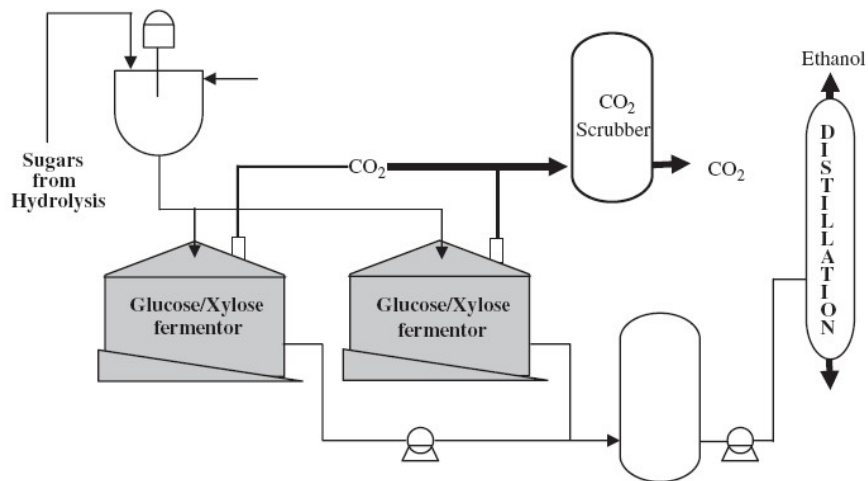 Ethanol
CO₂
Scrubber
Sugars
from
Hydrolysis
CO₂
CO₂
DISTILLATION
Glucose/Xylose
fermentor
Glucose/Xylose
fermentor